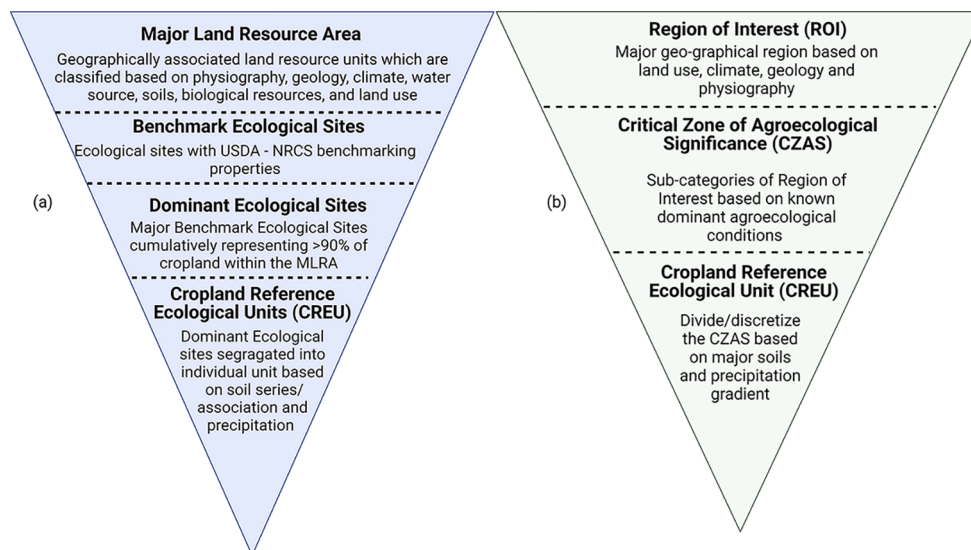 Major Land Resource Area
Geographically associated land resource units which are
classified based on physiography, geology, climate, water
source, soils, biological resources, and land use
Benchmark Ecological Sites
Ecological sites with USDA - NRCS benchmarking
properties
(a)
Dominant Ecological Sites
Major Benchmark Ecological Sites
cumulatively representing >90% of
cropland within the MLRA
Cropland Reference
Ecological Units (CREU)
Dominant Ecological
sites segragated into
individual unit based
on soil series/
association and
precipitation
Region of Interest (ROI)
Major geo-graphical region based on
land use, climate, geology and
physiography
Critical Zone of Agroecological
Significance (CZAS)
(b)
Sub-categories of Region of
Interest based on known
dominant agroecological
conditions
Cropland Reference
Ecological Unit (CREU)
Divide/discretize
the CZAS based
on major soils
and precipitation
gradient